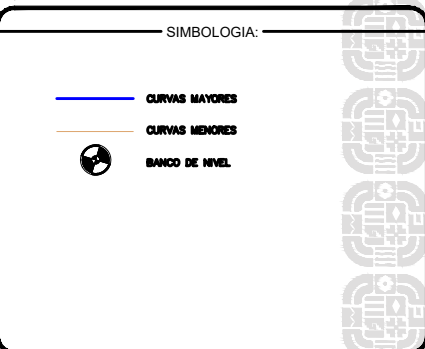 SIMBOLOGIA:
CURVAS MAYORES
CURVAS MENORES
BANCO DE NIVEL